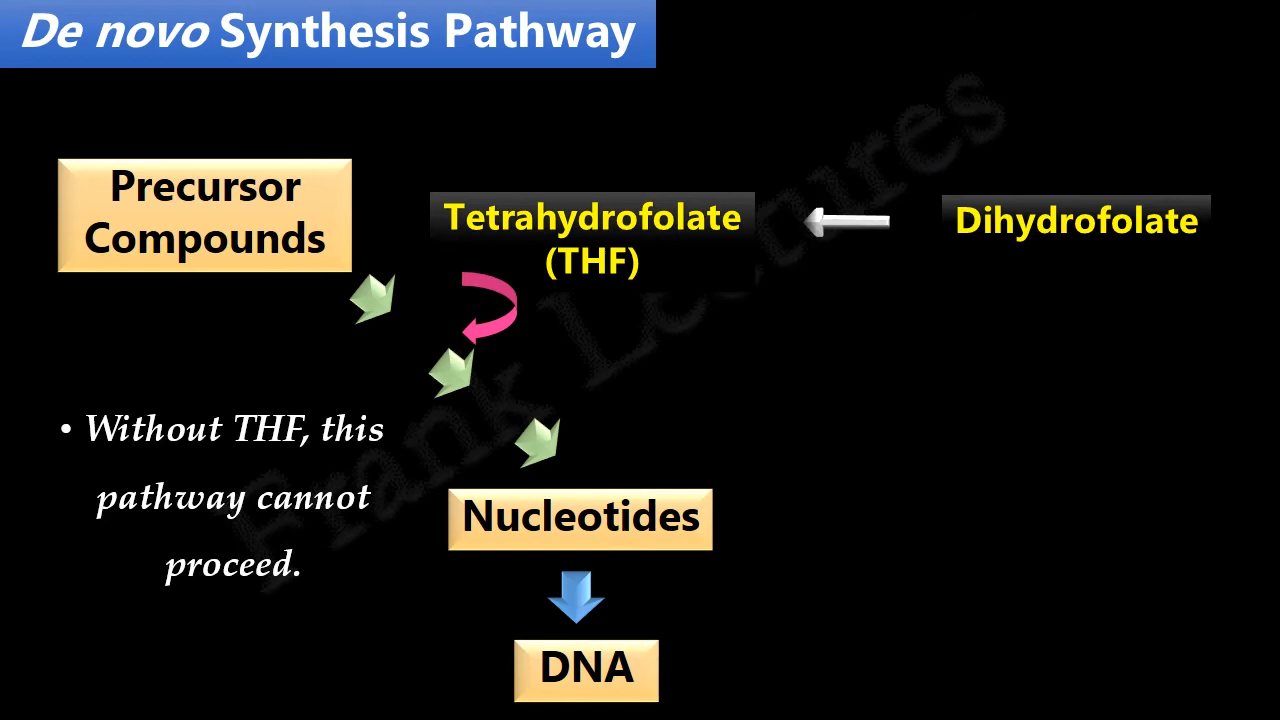 De novo Synthesis Pathway
Precursor
Compounds
Tetrahydrofolate
(THF)
Dihydrofolate
• Without THF, this
pathway cannot
proceed.
Nucleotides
DNA
Frank Lectures